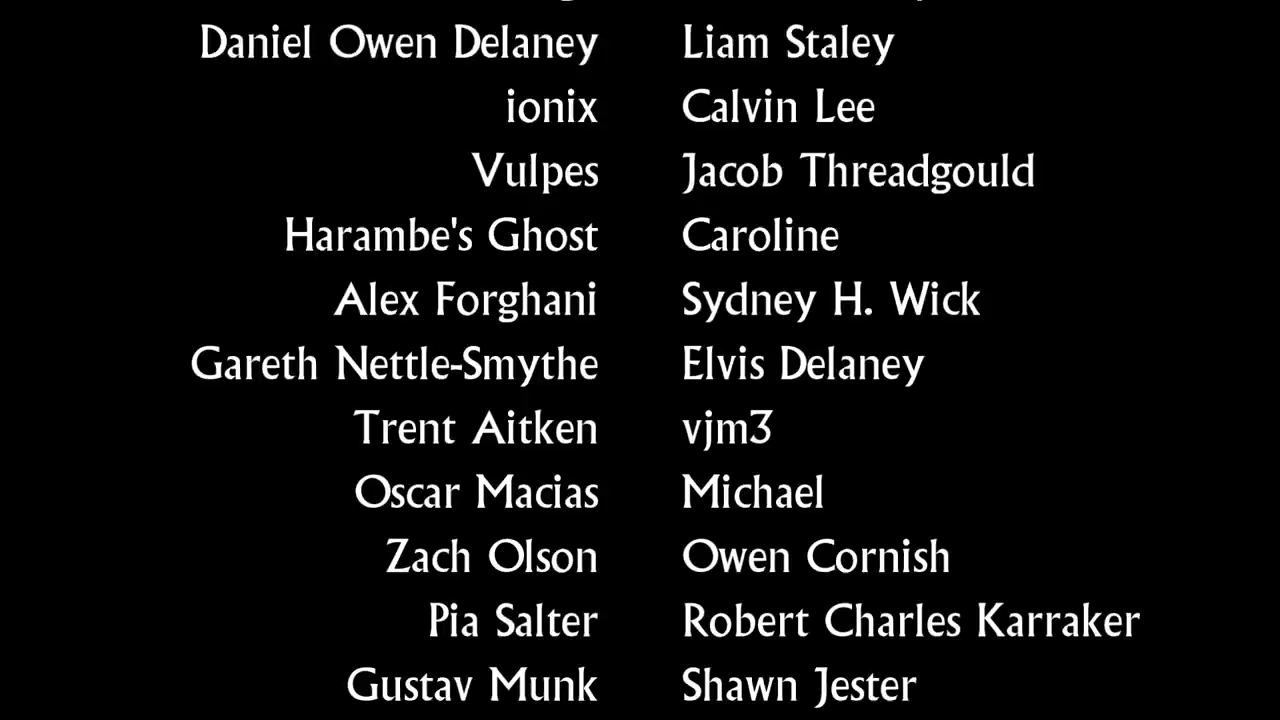 Daniel Owen Delaney Liam Staley
ionix Calvin Lee
Vulpes Jacob Threadgould
Harambe's Ghost Caroline
Alex Forghani Sydney H. Wick
Gareth Nettle-Smythe Elvis Delaney
Trent Aitken vjm3
Oscar Macias Michael
Zach Olson Owen Cornish
Pia Salter Robert Charles Karraker
Gustav Munk Shawn Jester